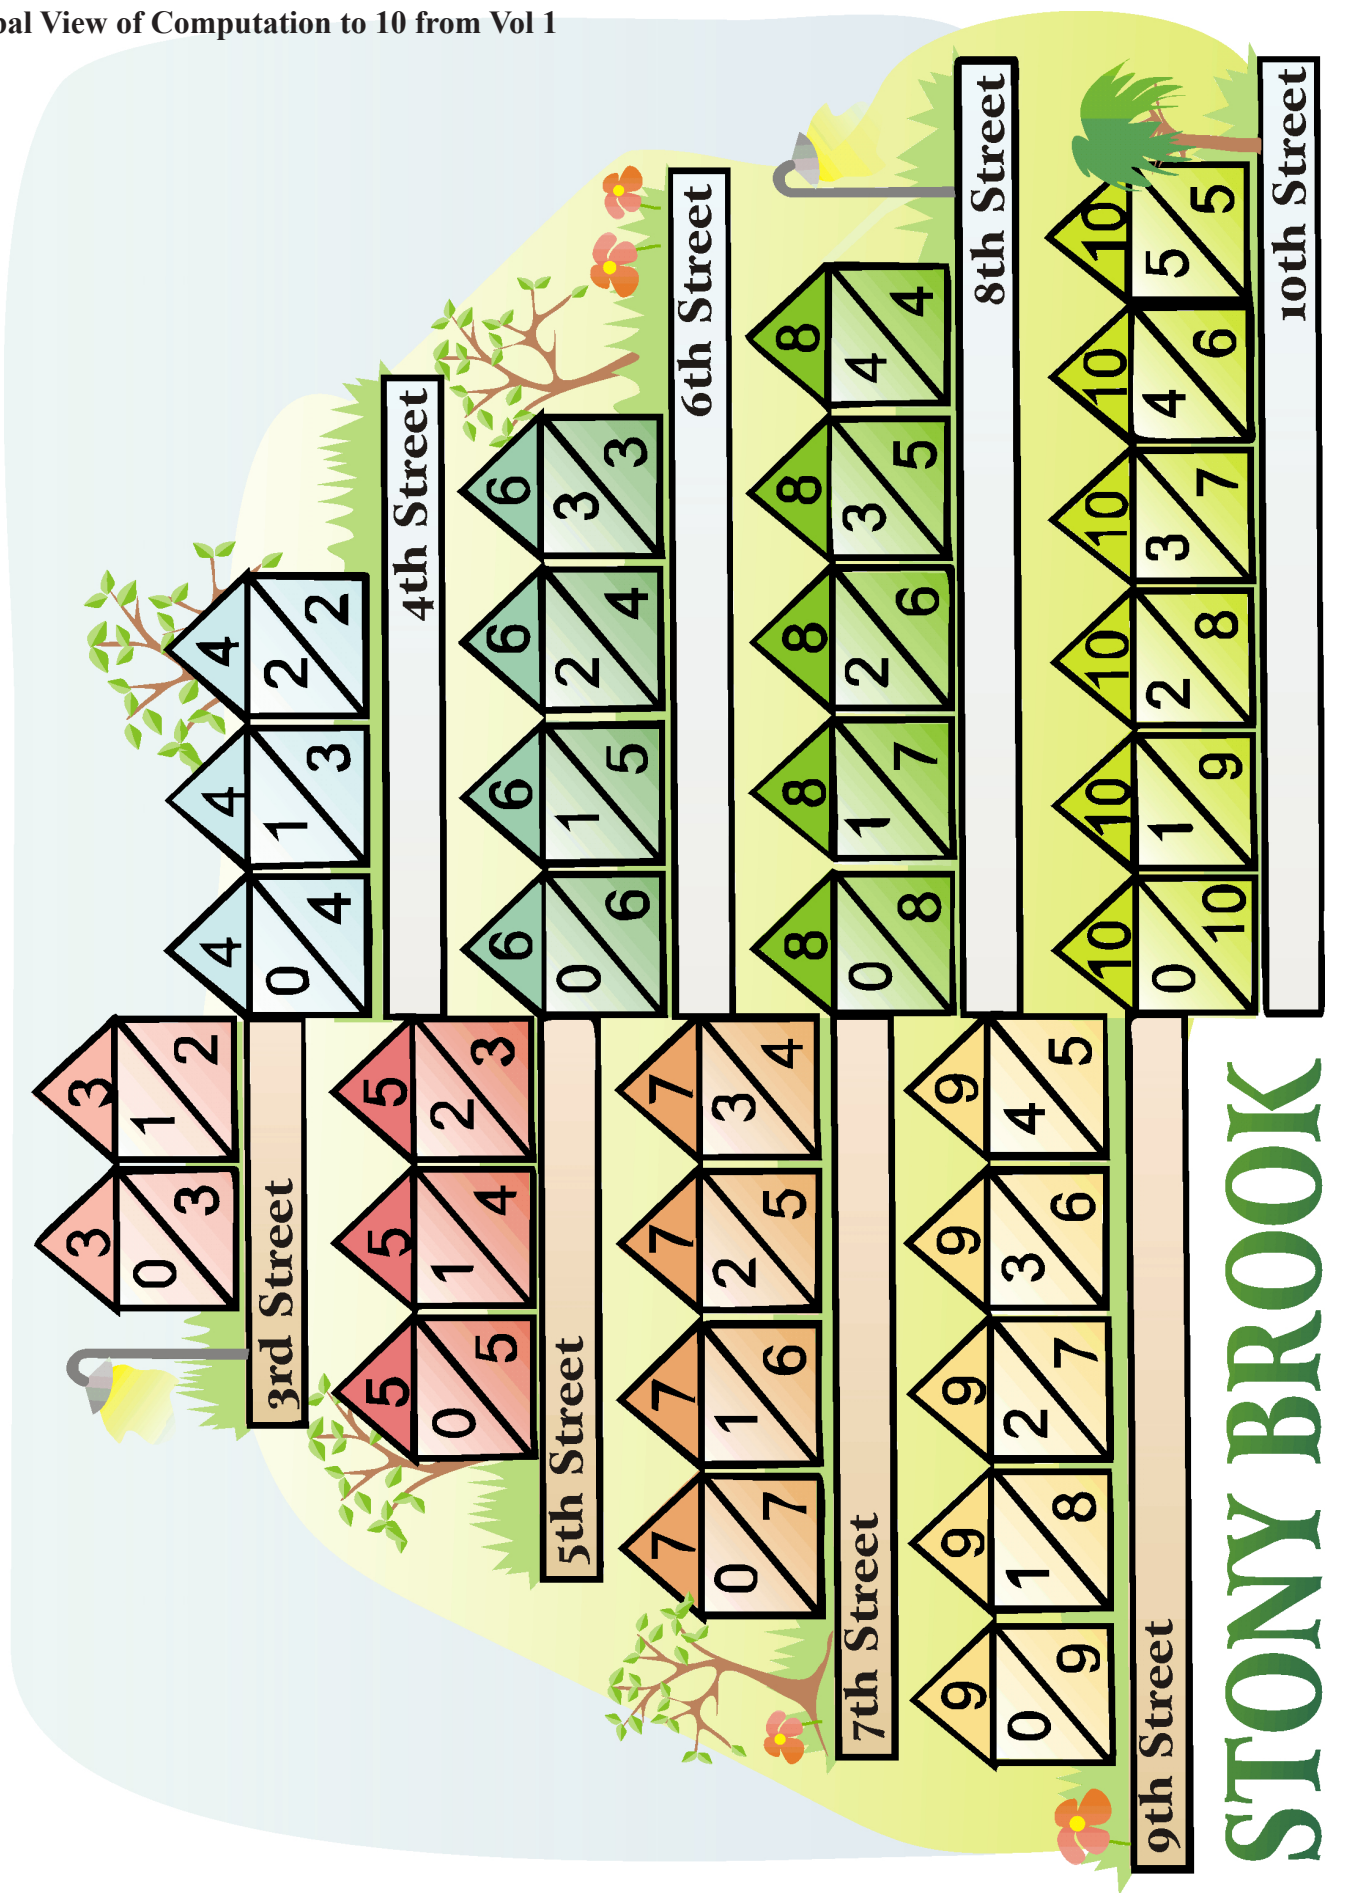 View of Computation to 10 from Vol 1
3 3
0 3 1 2
3rd Street
4 4 4
0 4 1 3 2 2
4th Street
5 5 5
0 5 1 4 2 3
5th Street
6 6 6 6
0 6 1 5 2 4 3 3
6th Street
7 7 7 7
0 7 1 6 2 5 3 4
7th Street
8 8 8 8 8
0 8 1 7 2 6 3 5 4 4
8th Street
9 9 9 9 9
0 9 1 8 2 7 3 6 4 5
9th Street
10 10 10 10 10 10
0 10 1 9 2 8 3 7 4 6 5 5
10th Street
STONY BROOK